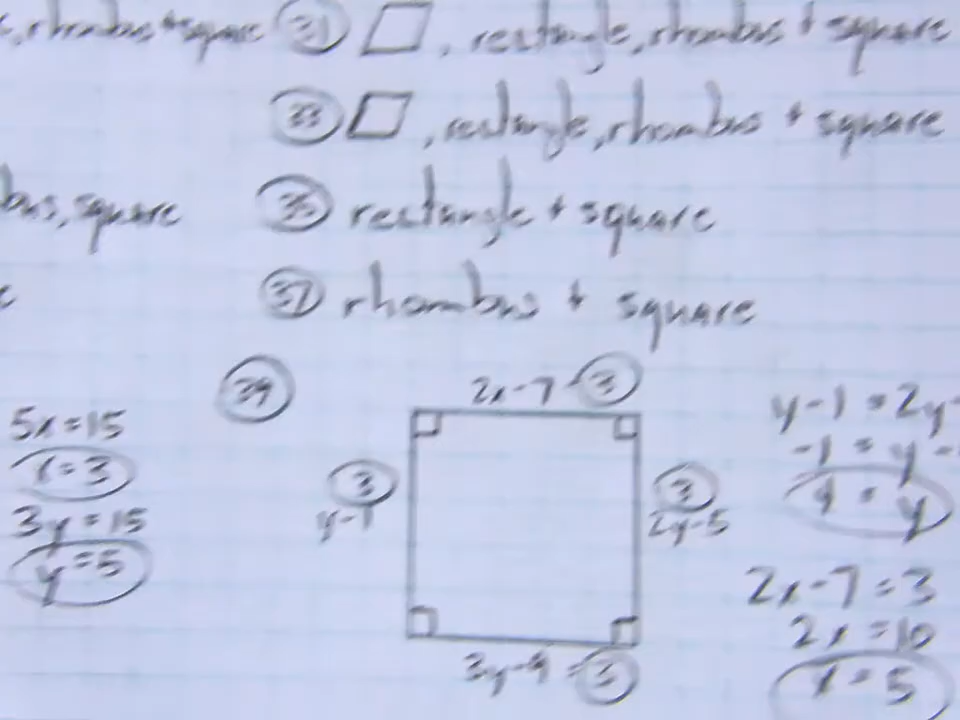 , rhombus + square
31 , rectangle, rhombus + square
33 , rectangle, rhombus + square
bus, square
35 rectangle + square
37 rhombus + square
5x = 15
x = 3
3y = 15
y = 5
39
2x - 7 = 3
3
y - 1
3
2y - 5
3y - 9 = 3
y - 1 = 2y -
-1 = y -
4 = y
2x - 7 = 3
2x = 10
x = 5